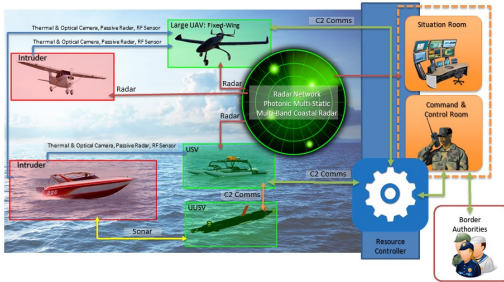 Thermal & Optical Camera, Passive Radar, RF Sensor
Large UAV: Fixed-Wing
C2 Comms
Situation Room
Thermal & Optical Camera, Passive Radar, RF Sensor
Intruder
Radar
Radar
Radar Network
Photonic Multi-Static
Multi-Band Coastal Radar
Command &
Control Room
Radar
Thermal & Optical Camera, Passive Radar, RF Sensor
USV
Intruder
C2 Comms
C2 Comms
UUSV
Sonar
Resource
Controller
Border
Authorities